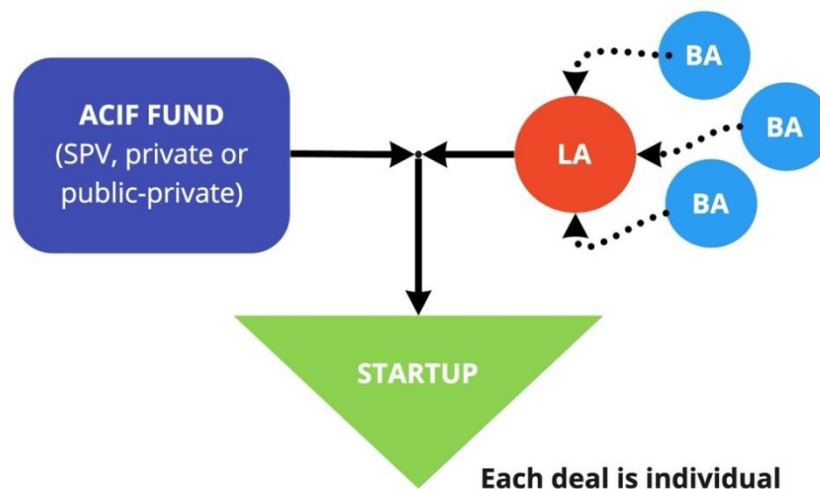 ACIF FUND
(SPV, private or
public-private)
LA
BA
BA
BA
STARTUP
Each deal is individual